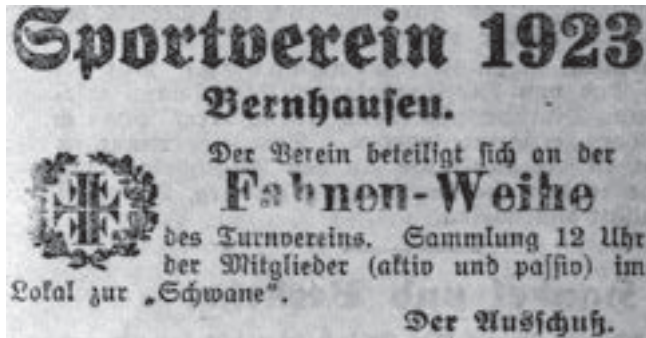 Sportverein 1923
Bernhausen.
Der Verein beteiligt sich an der
Fahnen-Weihe
des Turnvereins. Sammlung 12 Uhr
der Mitglieder (aktiv und passiv) im
Lokal zur „Schwane“.
Der Ausschuß.